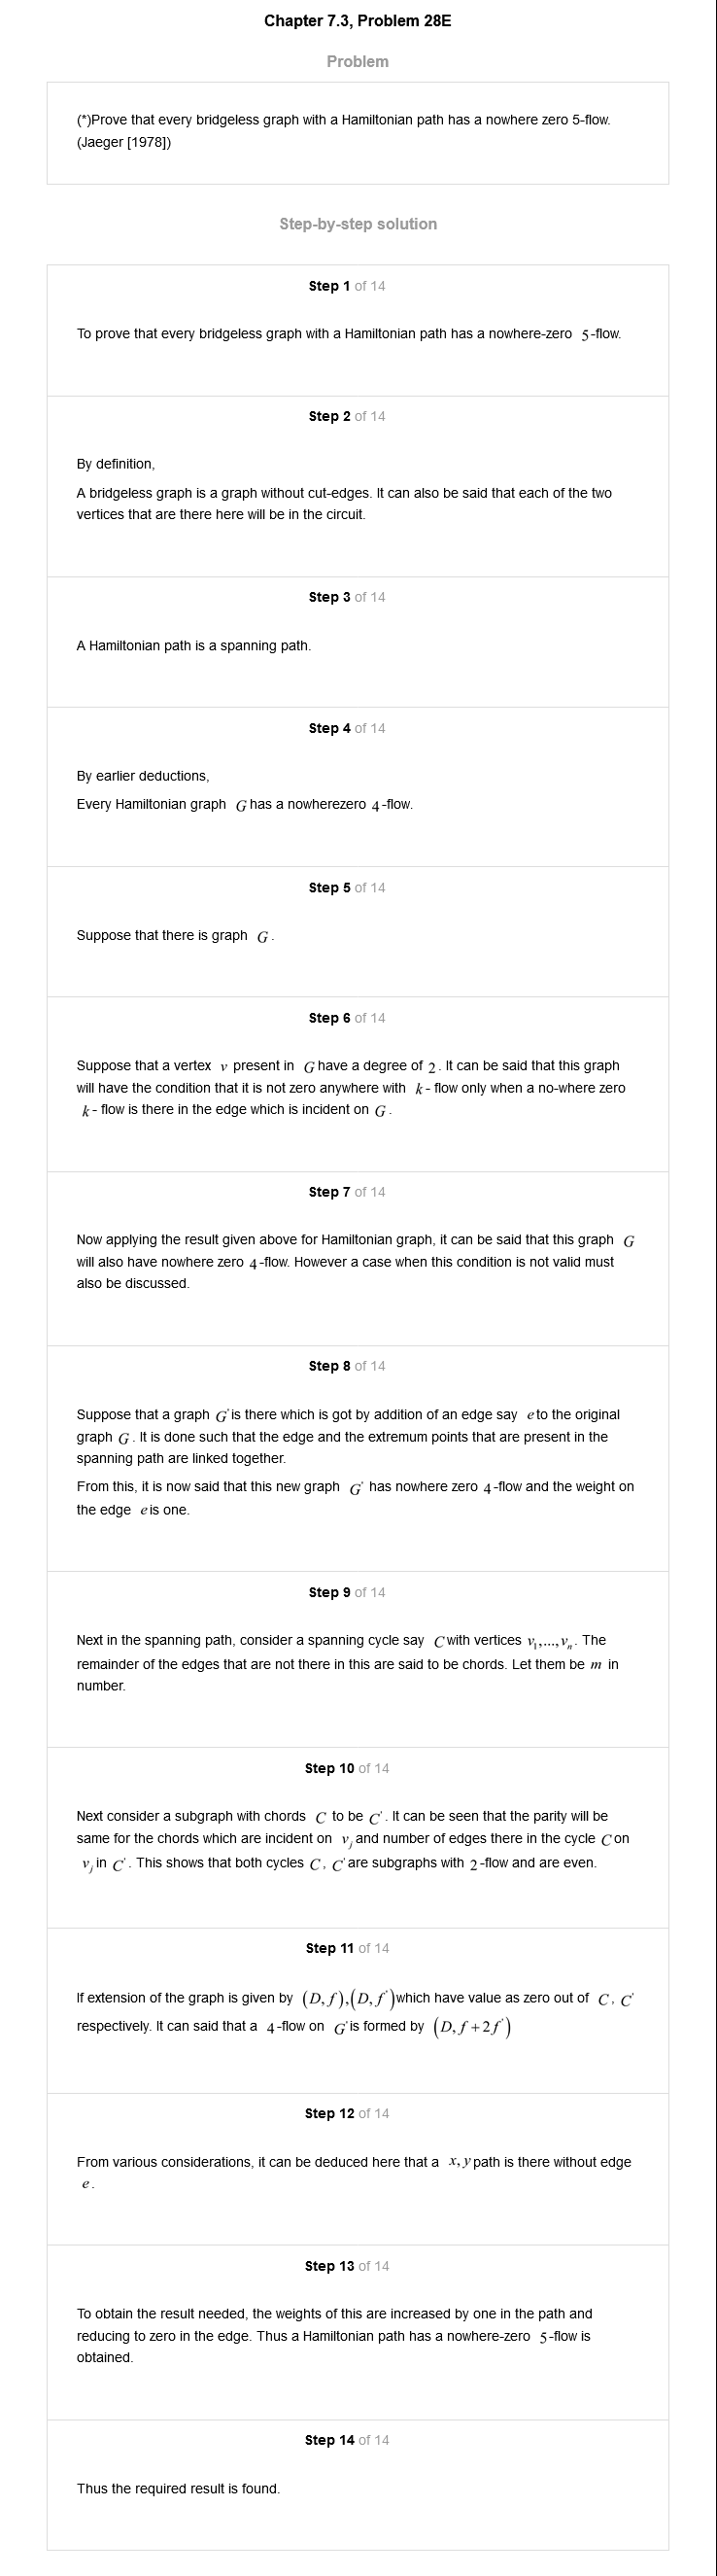 Chapter 7.3, Problem 28E
Problem
(*)Prove that every bridgeless graph with a Hamiltonian path has a nowhere zero 5-flow.
(Jaeger [1978])
Step-by-step solution
Step 1 of 14
To prove that every bridgeless graph with a Hamiltonian path has a nowhere-zero 5-flow.
Step 2 of 14
By definition,
A bridgeless graph is a graph without cut-edges. It can also be said that each of the two
vertices that are there here will be in the circuit.
Step 3 of 14
A Hamiltonian path is a spanning path.
Step 4 of 14
By earlier deductions,
Every Hamiltonian graph G has a nowherezero 4-flow.
Step 5 of 14
Suppose that there is graph G.
Step 6 of 14
Suppose that a vertex v present in G have a degree of 2. It can be said that this graph
will have the condition that it is not zero anywhere with k- flow only when a no-where zero
k- flow is there in the edge which is incident on G.
Step 7 of 14
Now applying the result given above for Hamiltonian graph, it can be said that this graph G
will also have nowhere zero 4-flow. However a case when this condition is not valid must
also be discussed.
Step 8 of 14
Suppose that a graph G' is there which is got by addition of an edge say e to the original
graph G. It is done such that the edge and the extremum points that are present in the
spanning path are linked together.
From this, it is now said that this new graph G' has nowhere zero 4-flow and the weight on
the edge e is one.
Step 9 of 14
Next in the spanning path, consider a spanning cycle say C with vertices v₁,...,vₙ. The
remainder of the edges that are not there in this are said to be chords. Let them be m in
number.
Step 10 of 14
Next consider a subgraph with chords C to be C'. It can be seen that the parity will be
same for the chords which are incident on vⱼ and number of edges there in the cycle C on
vⱼ in C'. This shows that both cycles C, C' are subgraphs with 2-flow and are even.
Step 11 of 14
If extension of the graph is given by (D,f),(D,f') which have value as zero out of C, C'
respectively. It can said that a 4-flow on G' is formed by (D,f+2f')
Step 12 of 14
From various considerations, it can be deduced here that a x,y path is there without edge
e.
Step 13 of 14
To obtain the result needed, the weights of this are increased by one in the path and
reducing to zero in the edge. Thus a Hamiltonian path has a nowhere-zero 5-flow is
obtained.
Step 14 of 14
Thus the required result is found.